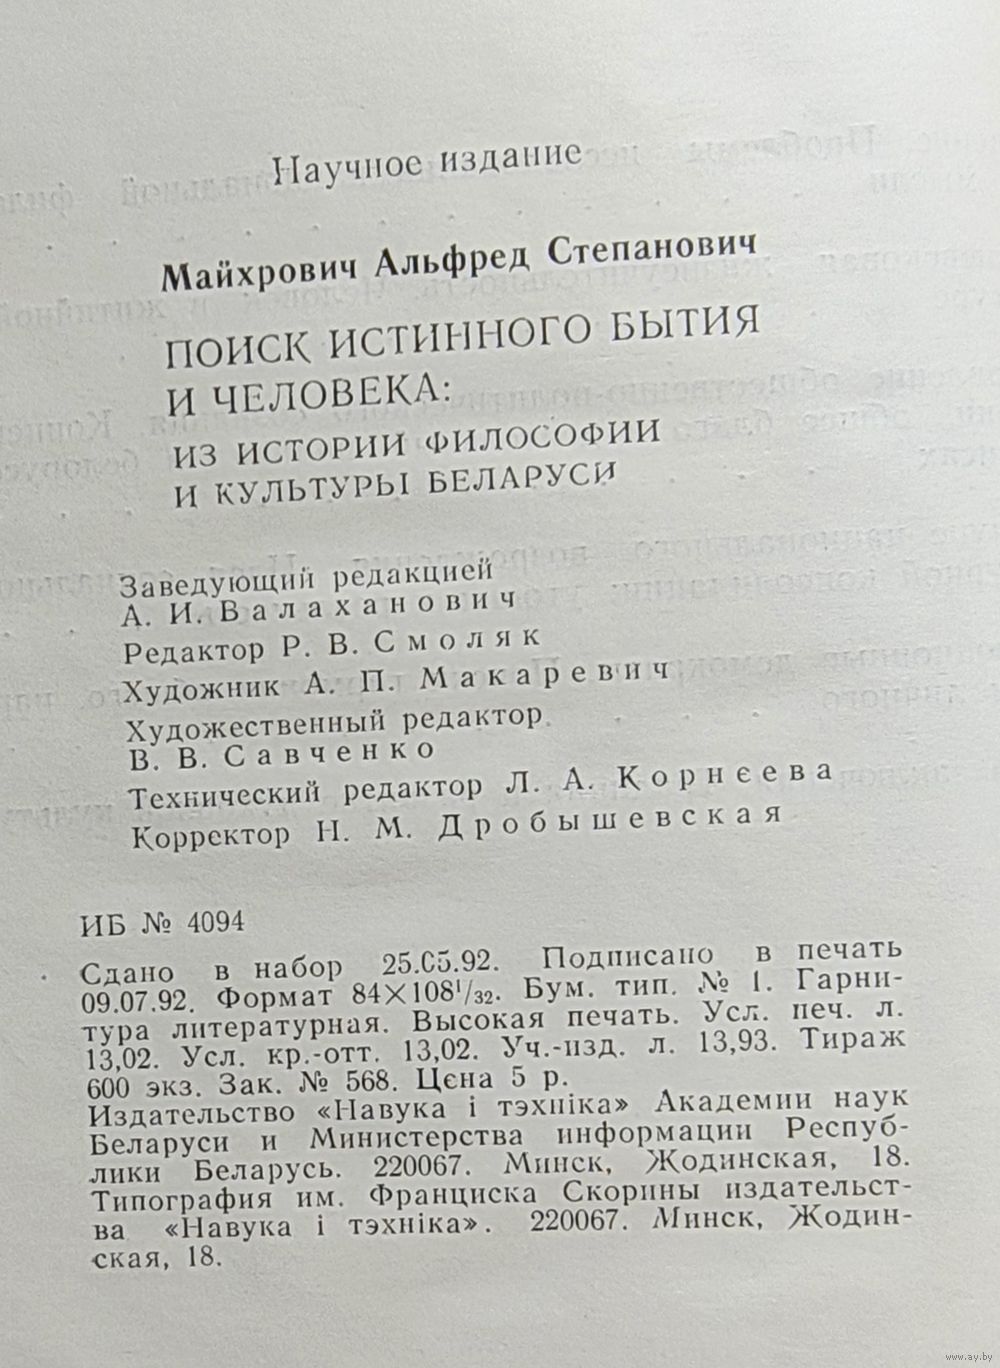 Научное издание
Майхрович Альфред Степанович
ПОИСК ИСТИННОГО БЫТИЯ
И ЧЕЛОВЕКА:
ИЗ ИСТОРИИ ФИЛОСОФИИ
И КУЛЬТУРЫ БЕЛАРУСИ
Заведующий редакцией
А. И. Валаханович
Редактор Р. В. Смоляк
Художник А. П. Макаревич
Художественный редактор
В. В. Савченко
Технический редактор Л. А. Корнеева
Корректор Н. М. Дробышевская
ИБ № 4094
Сдано в набор 25.05.92. Подписано в печать
09.07.92. Формат 84×108¹/₃₂. Бум. тип. № 1. Гарни-
тура литературная. Высокая печать. Усл. печ. л.
13,02. Усл. кр.-отт. 13,02. Уч.-изд. л. 13,93. Тираж
600 экз. Зак. № 568. Цена 5 р.
Издательство «Навука і тэхніка» Академии наук
Беларуси и Министерства информации Респуб-
лики Беларусь. 220067. Минск, Жодинская, 18.
Типография им. Франциска Скорины издательст-
ва «Навука і тэхніка». 220067. Минск, Жодин-
ская, 18.
www.ay.by